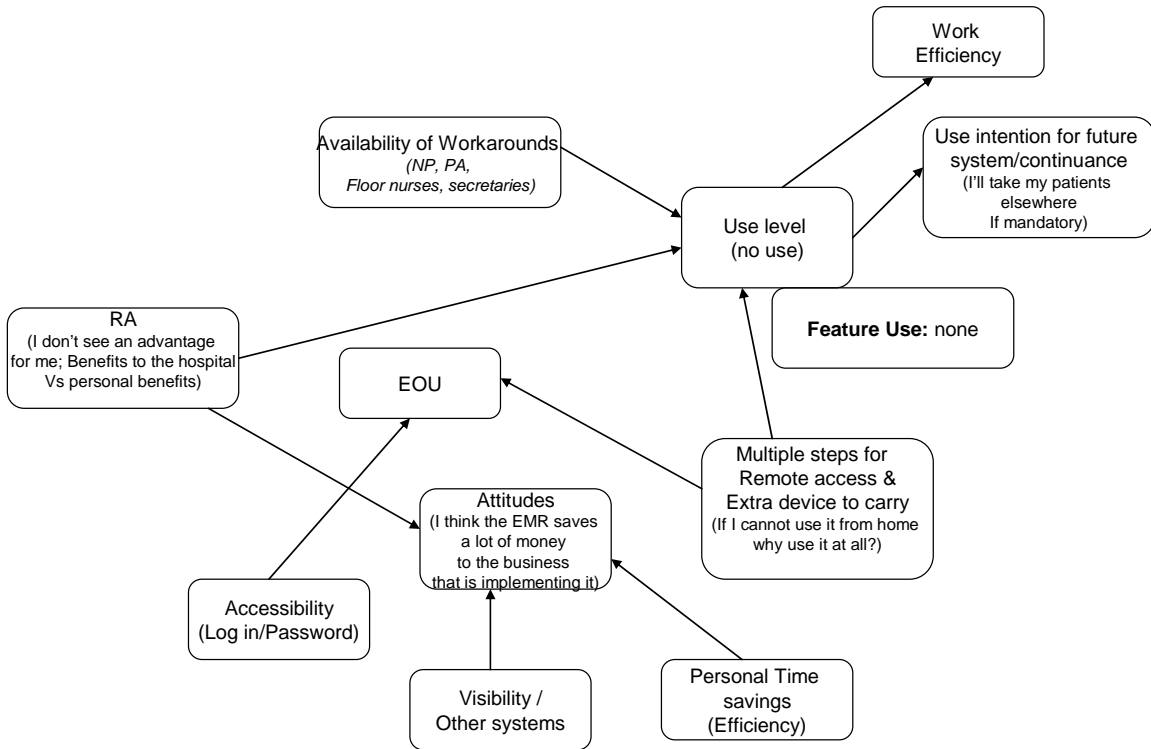 Work
Efficiency
Availability of Workarounds
(NP, PA,
Floor nurses, secretaries)
Use intention for future
system/continuance
(I'll take my patients
elsewhere
If mandatory)
Use level
(no use)
Feature Use: none
RA
(I don't see an advantage
for me; Benefits to the hospital
Vs personal benefits)
EOU
Multiple steps for
Remote access &
Extra device to carry
(If I cannot use it from home
why use it at all?)
Attitudes
(I think the EMR saves
a lot of money
to the business
that is implementing it)
Accessibility
(Log in/Password)
Visibility /
Other systems
Personal Time
savings
(Efficiency)